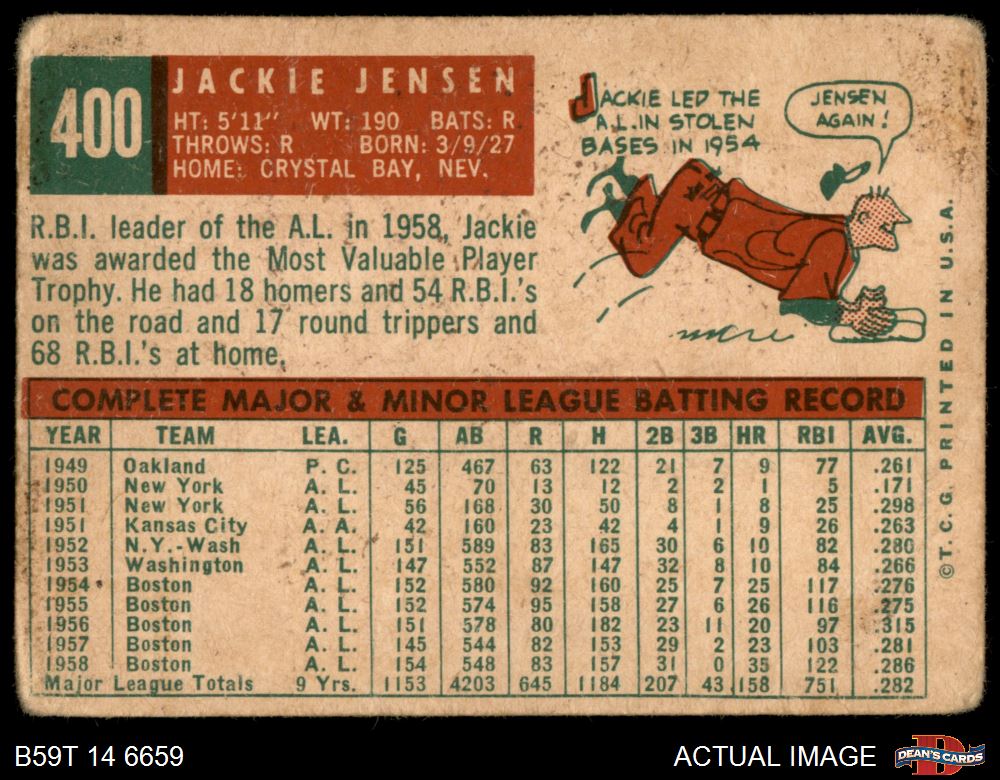 400
JACKIE JENSEN
HT: 5'11" WT: 190 BATS: R
THROWS: R BORN: 3/9/27
HOME: CRYSTAL BAY, NEV.
R.B.I. leader of the A.L. in 1958, Jackie
was awarded the Most Valuable Player
Trophy. He had 18 homers and 54 R.B.I.'s
on the road and 17 round trippers and
68 R.B.I.'s at home.
JACKIE LED THE
A.L. IN STOLEN
BASES IN 1954
JENSEN
AGAIN!
COMPLETE MAJOR & MINOR LEAGUE BATTING RECORD
YEAR TEAM LEA. G AB R H 2B 3B HR RBI AVG.
1949 Oakland P. C. 125 467 63 122 21 7 9 77 .261
1950 New York A. L. 45 70 13 12 2 2 1 5 .171
1951 New York A. L. 56 168 30 50 8 1 8 25 .298
1951 Kansas City A. A. 42 160 23 42 4 1 9 26 .263
1952 N.Y.-Wash A. L. 151 589 83 165 30 6 10 82 .280
1953 Washington A. L. 147 552 87 147 32 8 10 84 .266
1954 Boston A. L. 152 580 92 160 25 7 25 117 .276
1955 Boston A. L. 152 574 95 158 27 6 26 116 .275
1956 Boston A. L. 151 578 80 182 23 11 20 97 .315
1957 Boston A. L. 145 544 82 153 29 2 23 103 .281
1958 Boston A. L. 154 548 83 157 31 0 35 122 .286
Major League Totals 9 Yrs. 1153 4203 645 1184 207 43 158 751 .282
©T. C. G. PRINTED IN U.S.A.
B59T 14 6659
ACTUAL IMAGE
DEAN'S CARDS